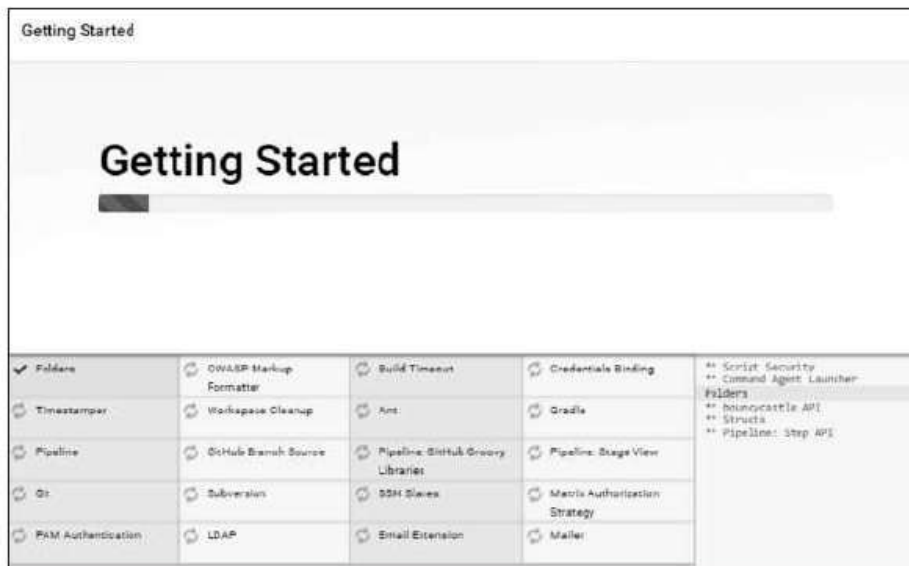 Getting Started
Getting Started
Folders
OWASP Markup
Formatter
Build Timeout
Credentials Binding
Timestamper
Workspace Cleanup
Ant
Gradle
Pipeline
GitHub Branch Source
Pipeline: GitHub Groovy
Libraries
Pipeline: Stage View
Git
Subversion
SSH Slaves
Matrix Authorization
Strategy
PAM Authentication
LDAP
Email Extension
Mailer
** Script Security
** Command Agent Launcher
Folders
** bouncycastle API
** Structs
** Pipeline: Step API